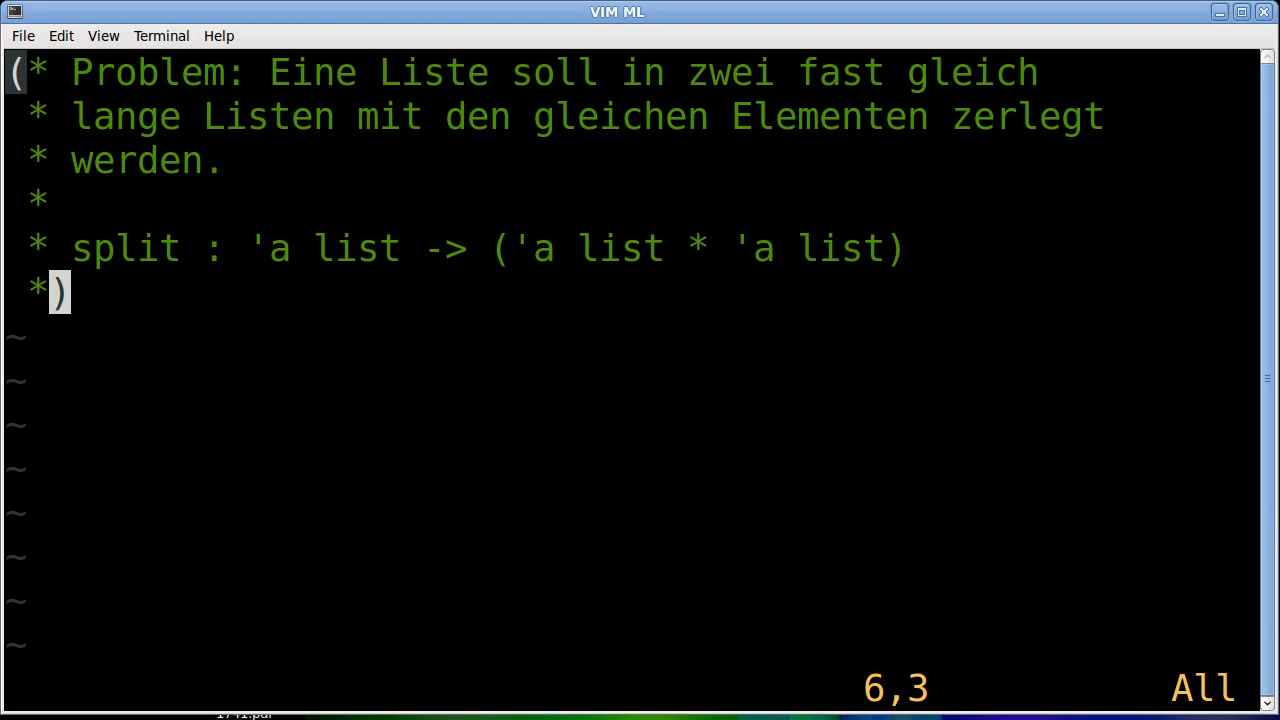 VIM ML
File Edit View Terminal Help
(* Problem: Eine Liste soll in zwei fast gleich
* lange Listen mit den gleichen Elementen zerlegt
* werden.
*
* split : 'a list -> ('a list * 'a list)
*)
~
~
~
~
~
~
~
~
6,3 All